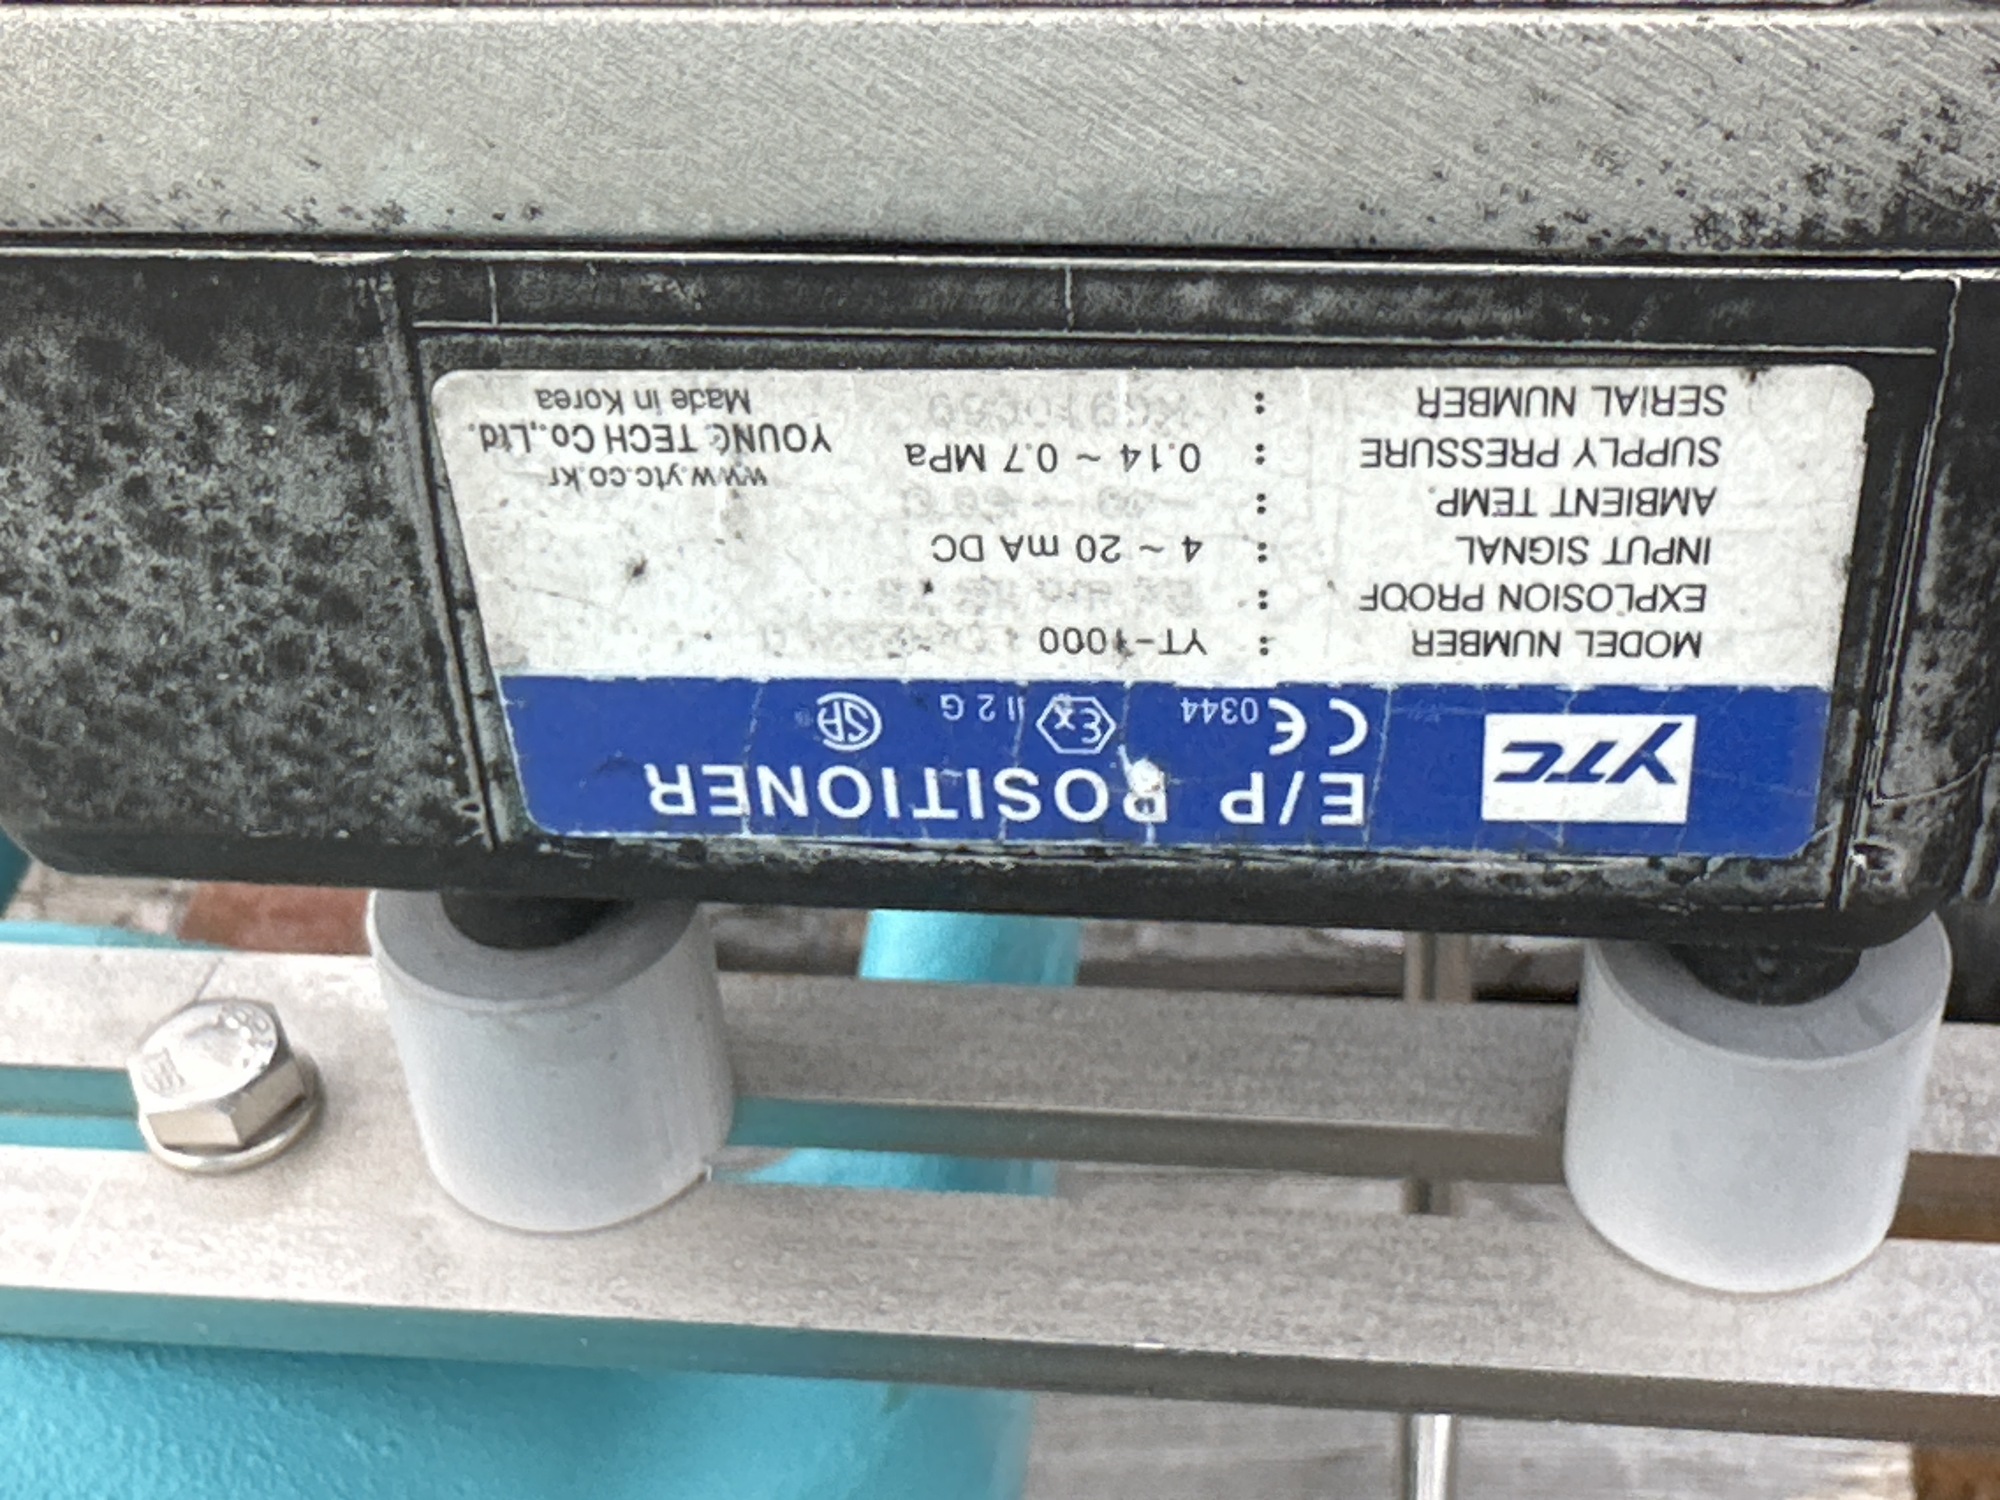 YTC
E/P POSITIONER
CE 0344 Ex II 2 G SA
MODEL NUMBER : YT-1000
EXPLOSION PROOF :
INPUT SIGNAL : 4 ~ 20 mA DC
AMBIENT TEMP. :
SUPPLY PRESSURE : 0.14 ~ 0.7 MPa
SERIAL NUMBER :
www.ytc.co.kr
YOUNG TECH Co.,Ltd.
Made in Korea